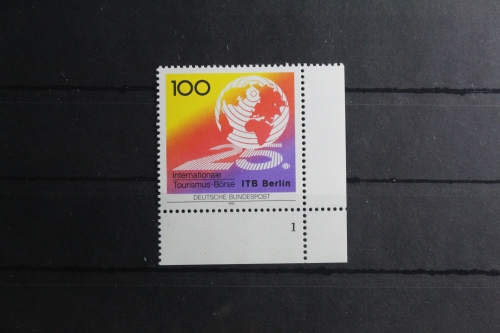 100
25.
Internationale
Tourismus-Börse ITB Berlin
DEUTSCHE BUNDESPOST
1